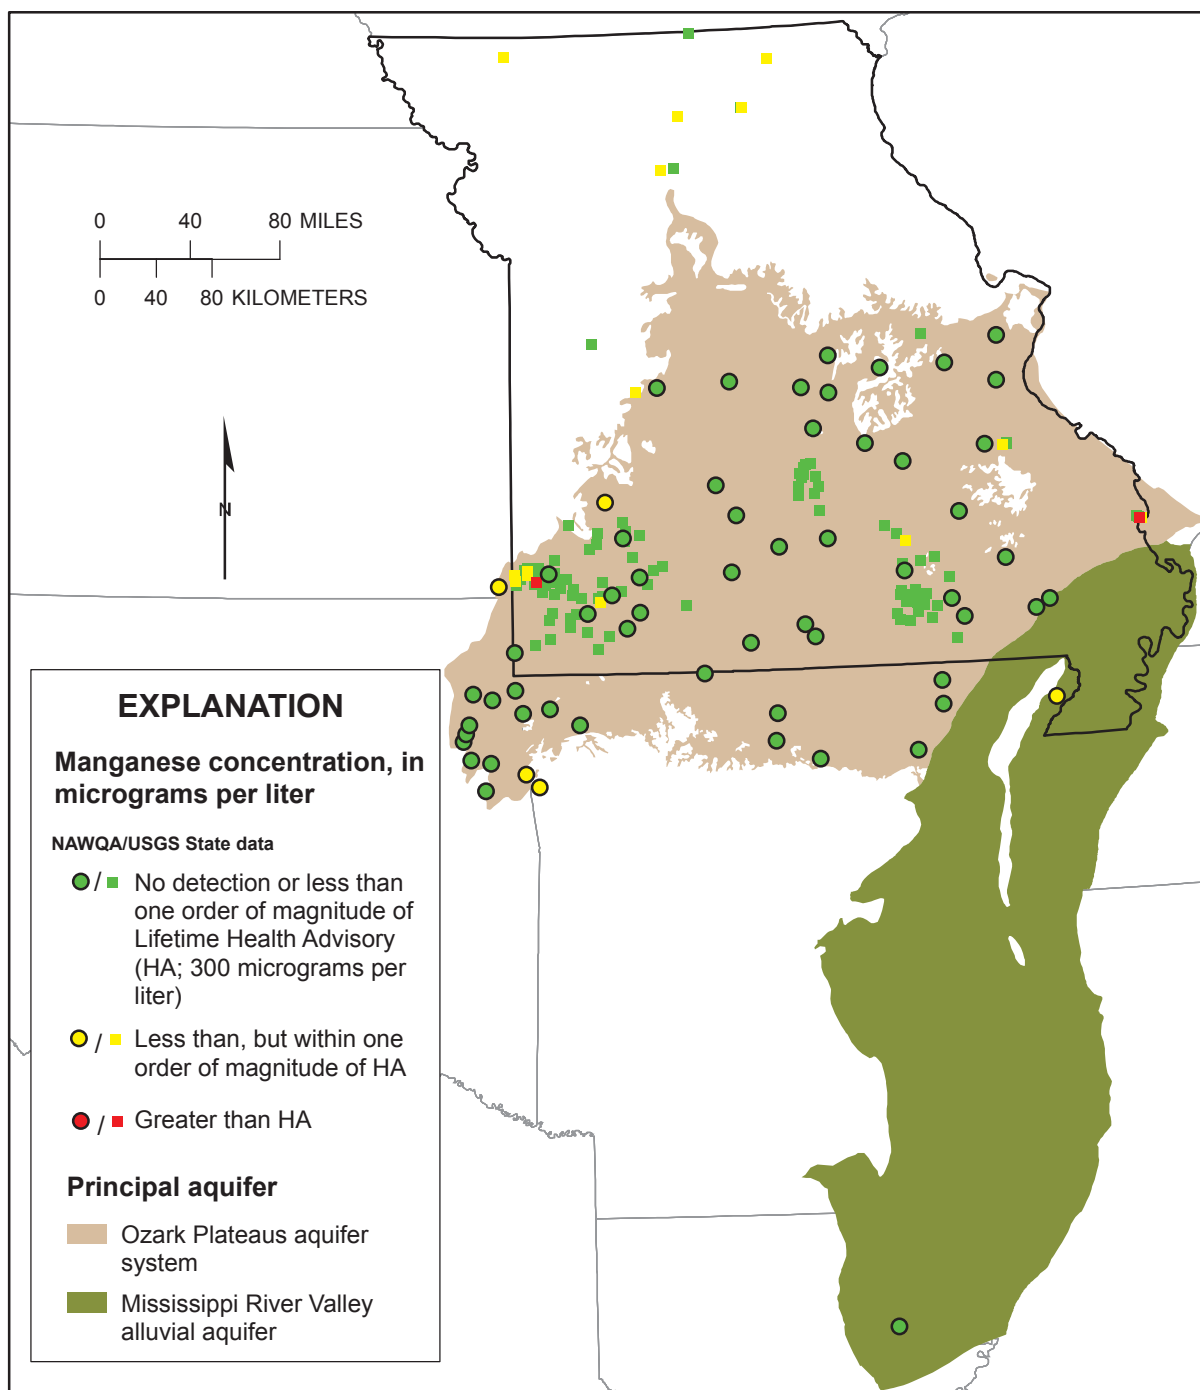 0 40 80 MILES
0 40 80 KILOMETERS
N
EXPLANATION
Manganese concentration, in
micrograms per liter
NAWQA/USGS State data
/ No detection or less than
one order of magnitude of
Lifetime Health Advisory
(HA; 300 micrograms per
liter)
/ Less than, but within one
order of magnitude of HA
/ Greater than HA
Principal aquifer
Ozark Plateaus aquifer
system
Mississippi River Valley
alluvial aquifer